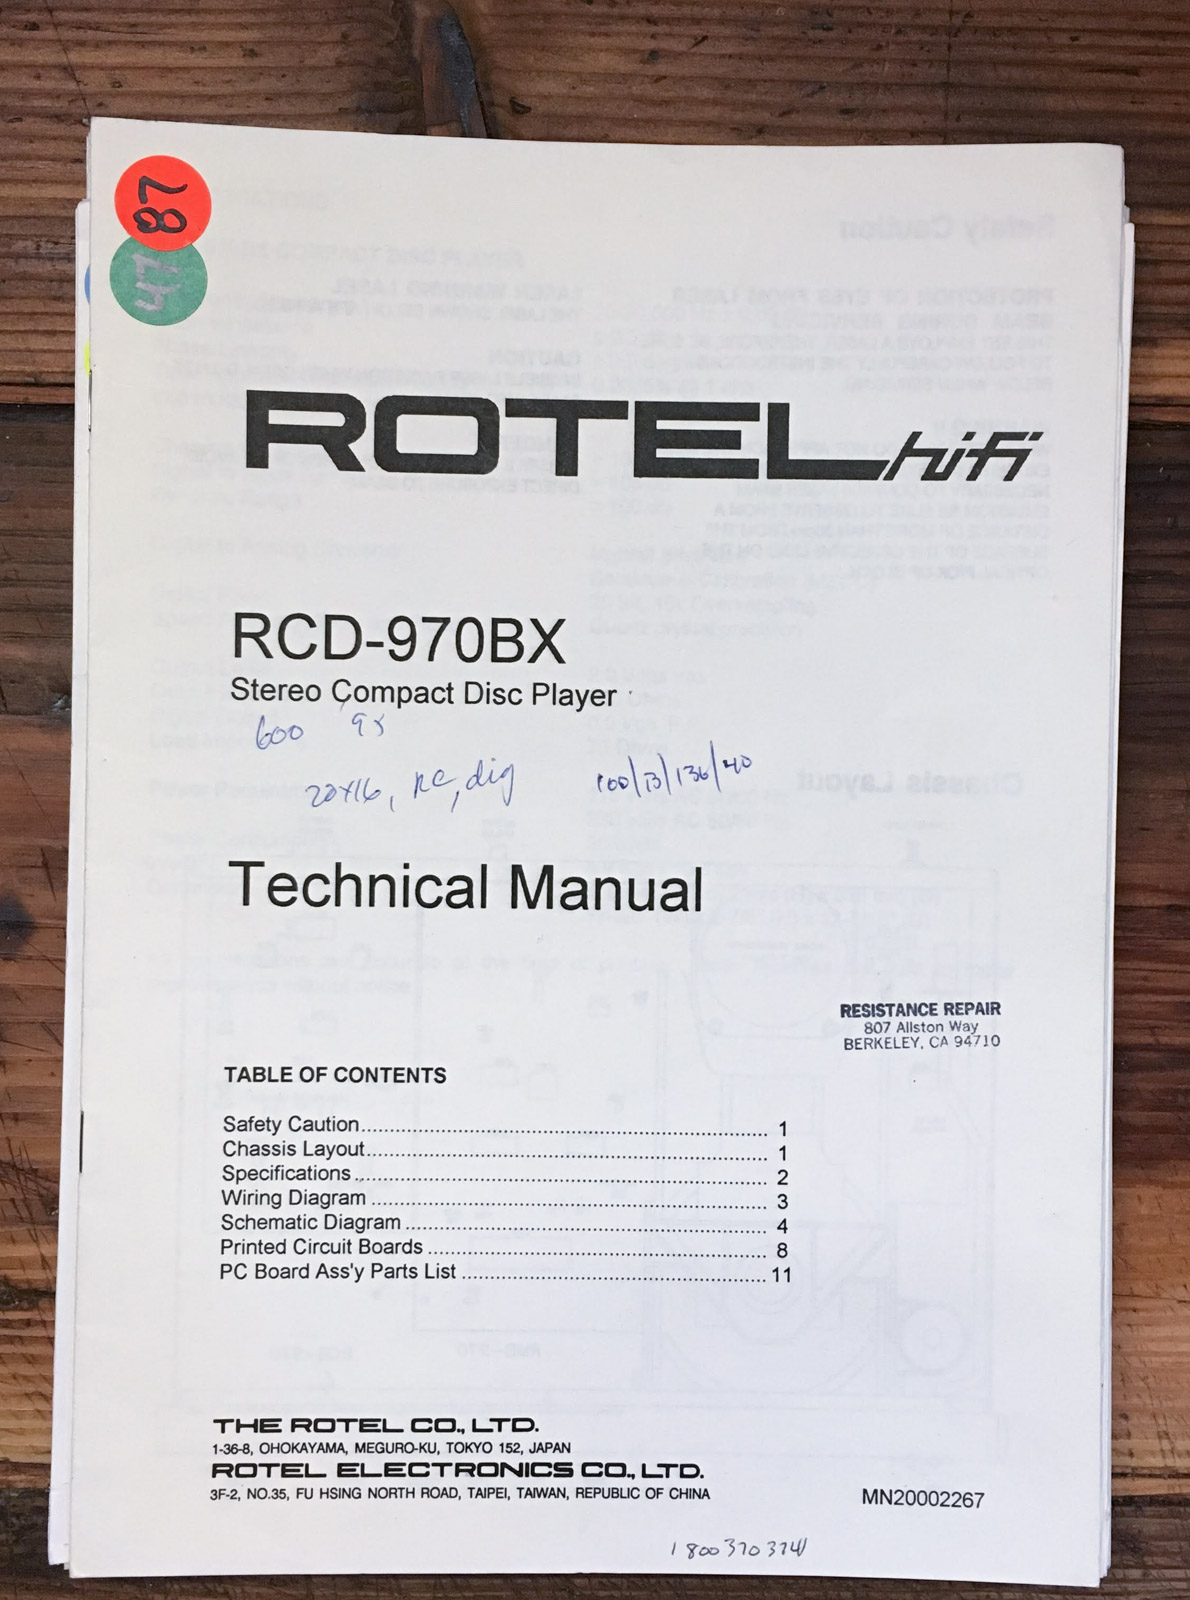 87
47
ROTEL hifi
RCD-970BX
Stereo Compact Disc Player
600 9x
20x16, RC, dig 100/13/136/40
Technical Manual
RESISTANCE REPAIR
807 Allston Way
BERKELEY, CA 94710
TABLE OF CONTENTS
Safety Caution........................................ 1
Chassis Layout........................................ 1
Specifications........................................ 2
Wiring Diagram........................................ 3
Schematic Diagram........................................ 4
Printed Circuit Boards........................................ 8
PC Board Ass'y Parts List........................................ 11
THE ROTEL CO., LTD.
1-36-8, OHOKAYAMA, MEGURO-KU, TOKYO 152, JAPAN
ROTEL ELECTRONICS CO., LTD.
3F-2, NO.35, FU HSING NORTH ROAD, TAIPEI, TAIWAN, REPUBLIC OF CHINA
MN20002267
1 800 370 3741